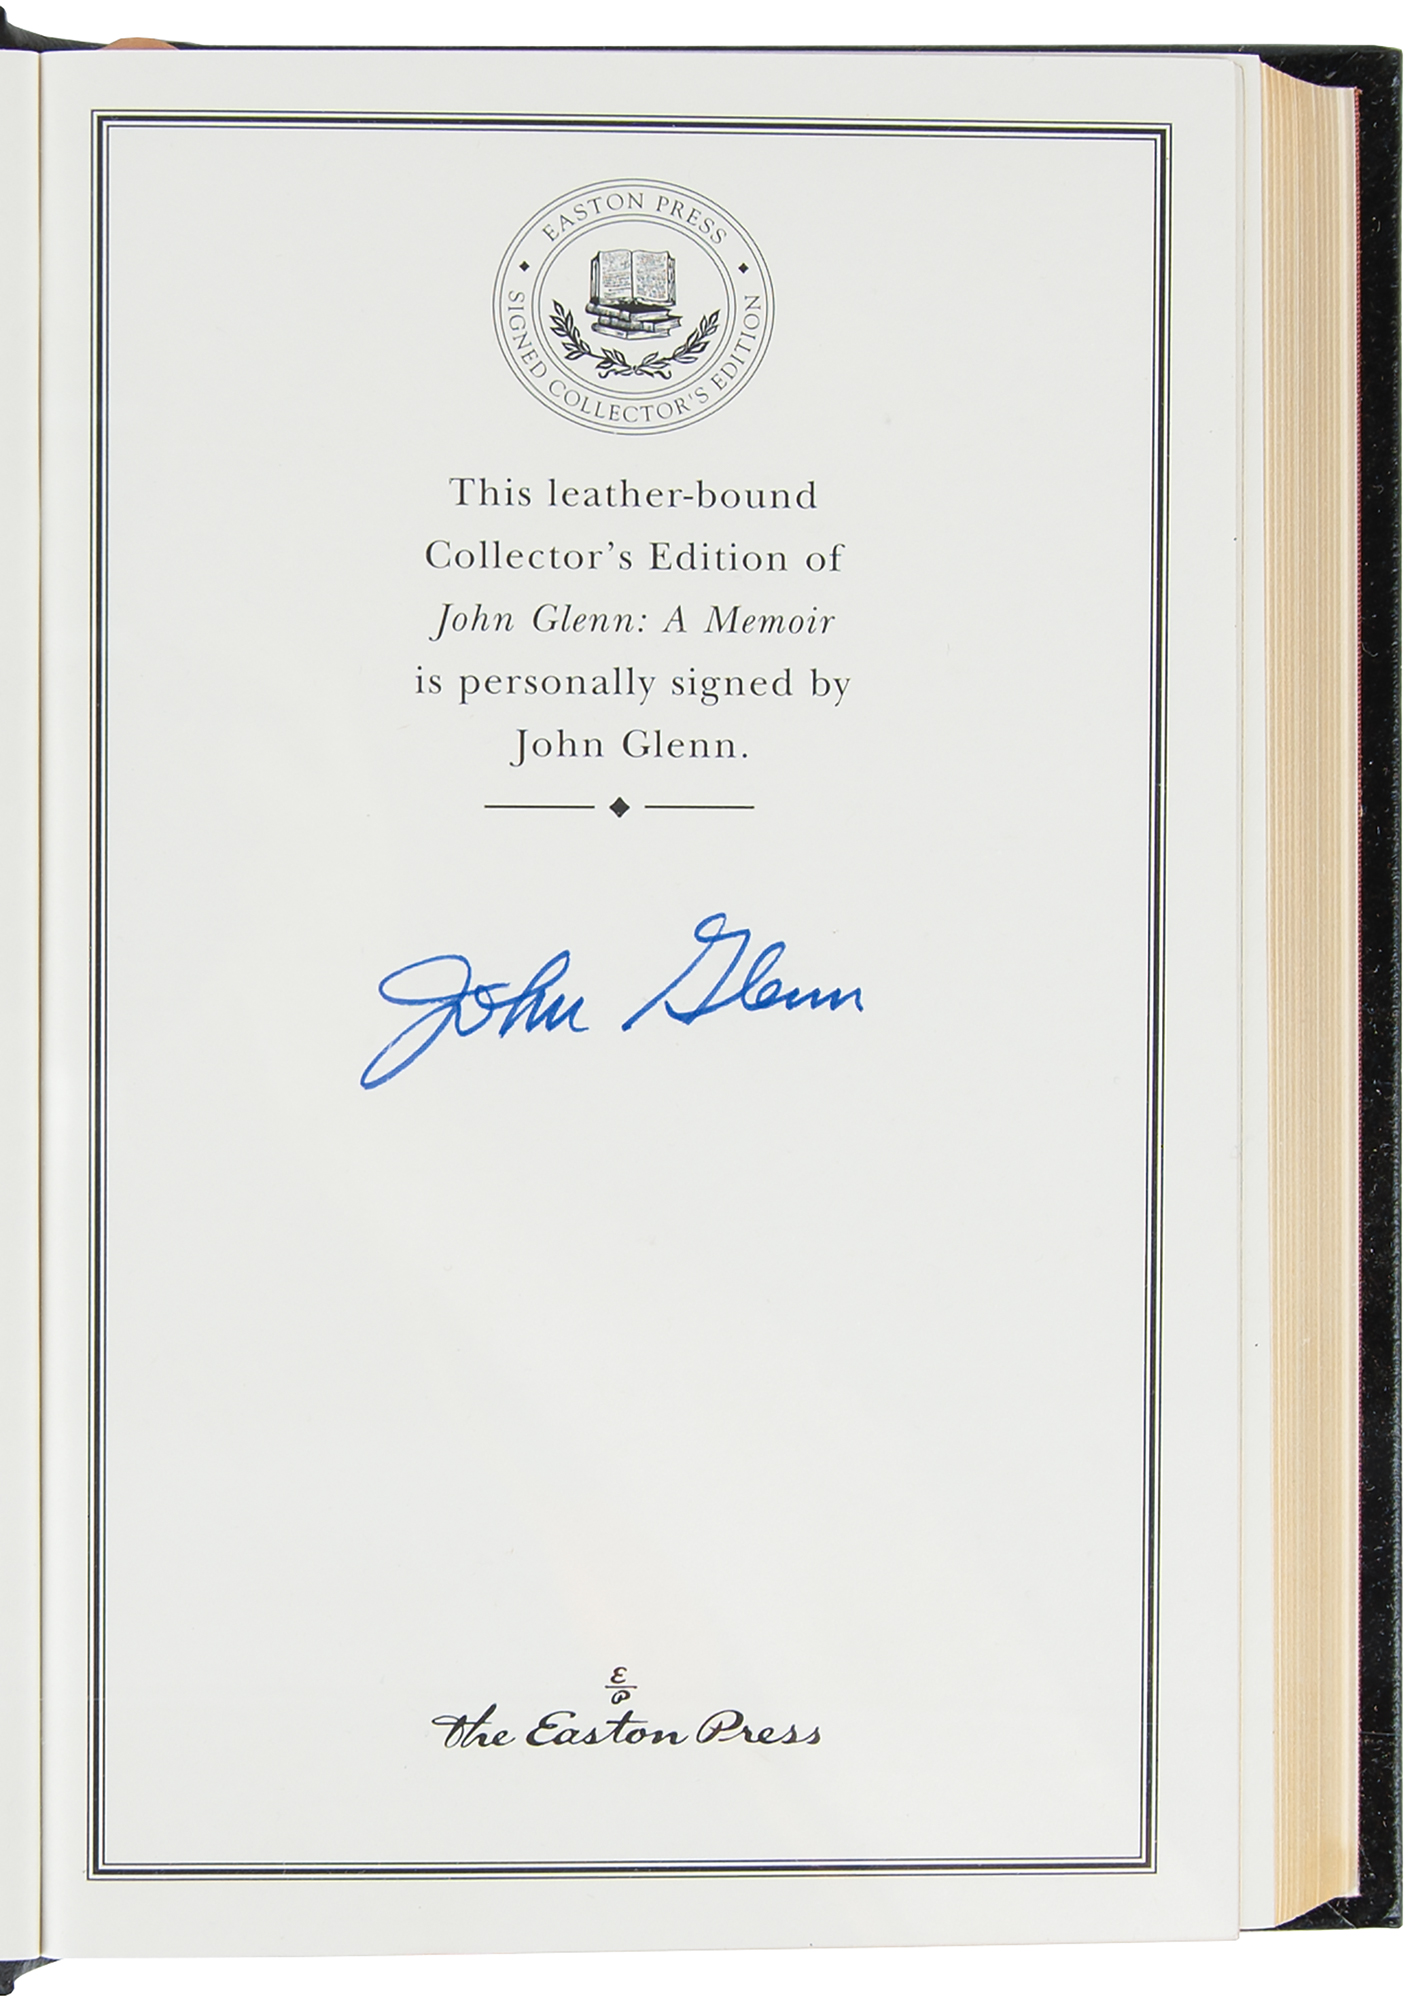 EASTON PRESS
SIGNED COLLECTOR'S EDITION
This leather-bound
Collector’s Edition of
John Glenn: A Memoir
is personally signed by
John Glenn.
John Glenn
E
P
The Easton Press